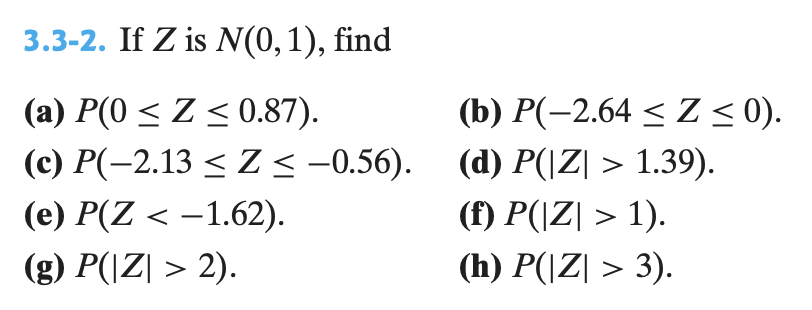 3.3-2. If Z is N(0, 1), find
(a) P(0 ≤ Z ≤ 0.87). (b) P(−2.64 ≤ Z ≤ 0).
(c) P(−2.13 ≤ Z ≤ −0.56). (d) P(|Z| > 1.39).
(e) P(Z < −1.62). (f) P(|Z| > 1).
(g) P(|Z| > 2). (h) P(|Z| > 3).